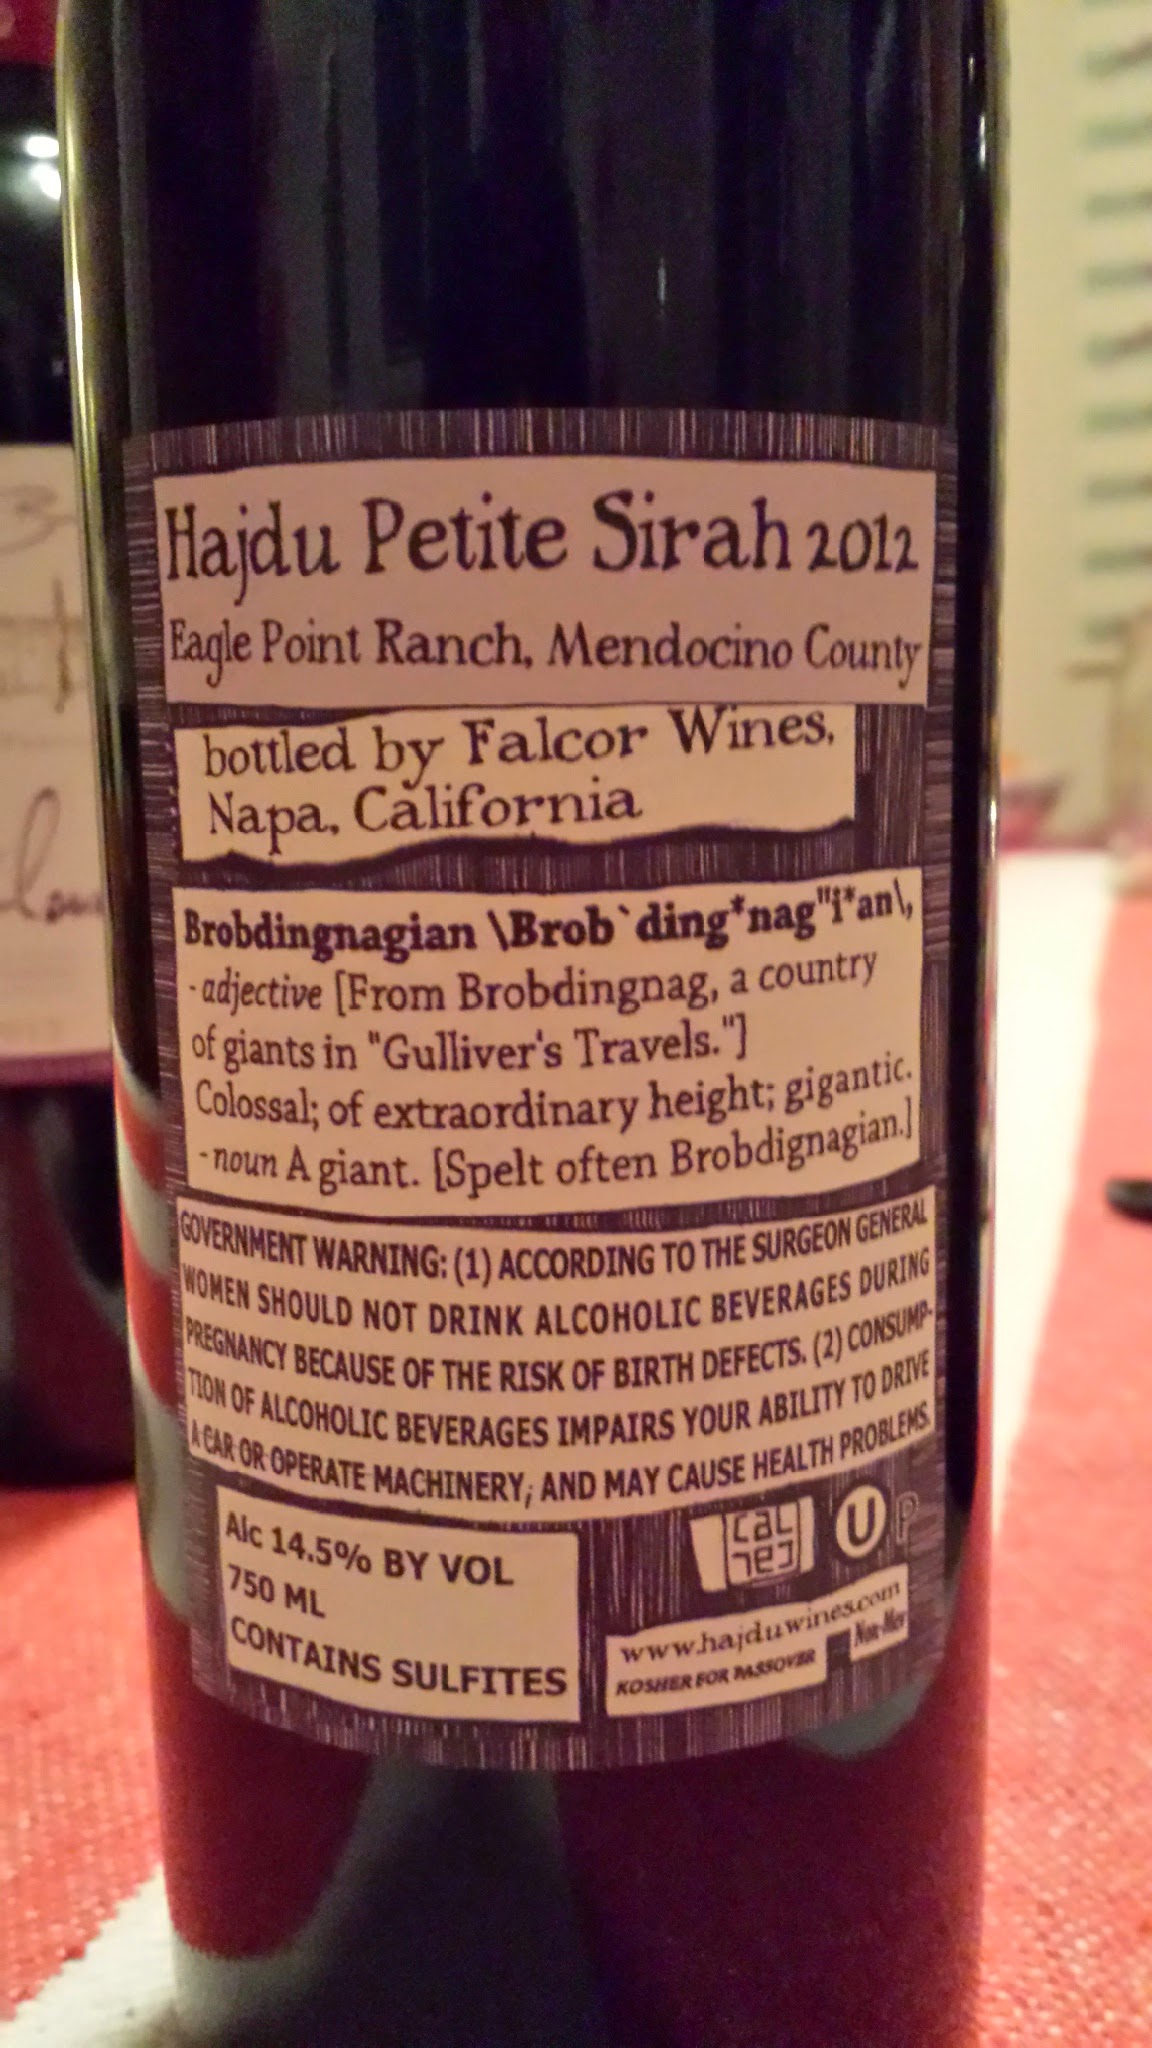 Hajdu Petite Sirah 2012
Eagle Point Ranch, Mendocino County
bottled by Falcor Wines,
Napa, California
Brobdingnagian \Brob`ding*nag"i*an\,
- adjective [From Brobdingnag, a country
of giants in "Gulliver's Travels."]
Colossal; of extraordinary height; gigantic.
- noun A giant. [Spelt often Brobdignagian.]
GOVERNMENT WARNING: (1) ACCORDING TO THE SURGEON GENERAL
WOMEN SHOULD NOT DRINK ALCOHOLIC BEVERAGES DURING
PREGNANCY BECAUSE OF THE RISK OF BIRTH DEFECTS. (2) CONSUMP-
TION OF ALCOHOLIC BEVERAGES IMPAIRS YOUR ABILITY TO DRIVE
A CAR OR OPERATE MACHINERY; AND MAY CAUSE HEALTH PROBLEMS.
Alc 14.5% BY VOL
750 ML
CONTAINS SULFITES
U P
www.hajduwines.com
KOSHER FOR PASSOVER Non-Mev